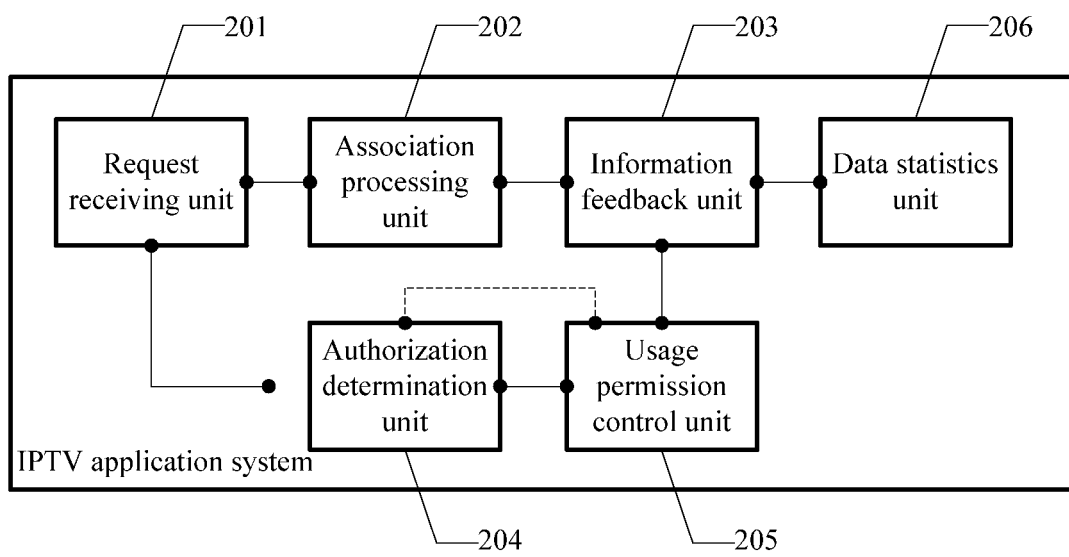 201
202
203
206
Request
receiving unit
Association
processing
unit
Information
feedback unit
Data statistics
unit
Authorization
determination
unit
Usage
permission
control unit
IPTV application system
204
205